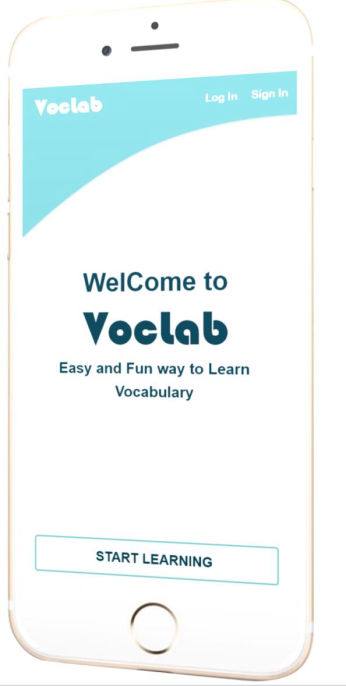 Voclab
Log In Sign In
WelCome to
Voclab
Easy and Fun way to Learn
Vocabulary
START LEARNING